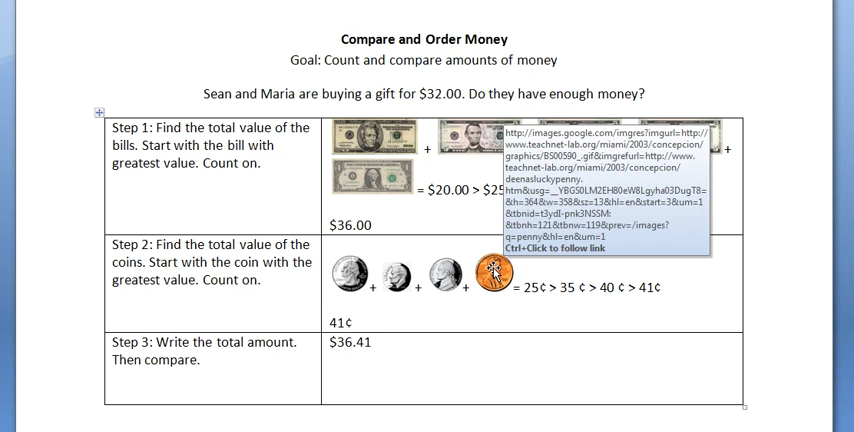 Compare and Order Money
Goal: Count and compare amounts of money
Sean and Maria are buying a gift for $32.00. Do they have enough money?
Step 1: Find the total value of the
bills. Start with the bill with
greatest value. Count on.
+
+
= $20.00 > $25
$36.00
http://images.google.com/imgres?imgurl=http://
www.teachnet-lab.org/miami/2003/concepcion/
graphics/BS00590_.gif&imgrefurl=http://www.
teachnet-lab.org/miami/2003/concepcion/
deenasluckypenny.
htm&usg=__YBGS0LM2EH80eW8Lgyha03DugT8=
&h=364&w=358&sz=13&hl=en&start=3&um=1
&tbnid=t3ydI-pnk3NSSM:
&tbnh=121&tbnw=119&prev=/images?
q=penny&hl=en&um=1
Ctrl+Click to follow link
Step 2: Find the total value of the
coins. Start with the coin with the
greatest value. Count on.
+ + + = 25¢ > 35 ¢ > 40 ¢ > 41¢
41¢
Step 3: Write the total amount.
Then compare.
$36.41